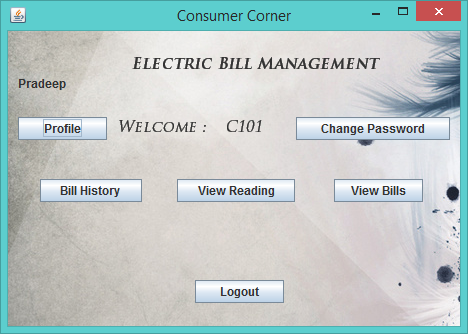 Consumer Corner
Electric Bill Management
Pradeep
Profile Welcome : C101 Change Password
Bill History View Reading View Bills
Logout